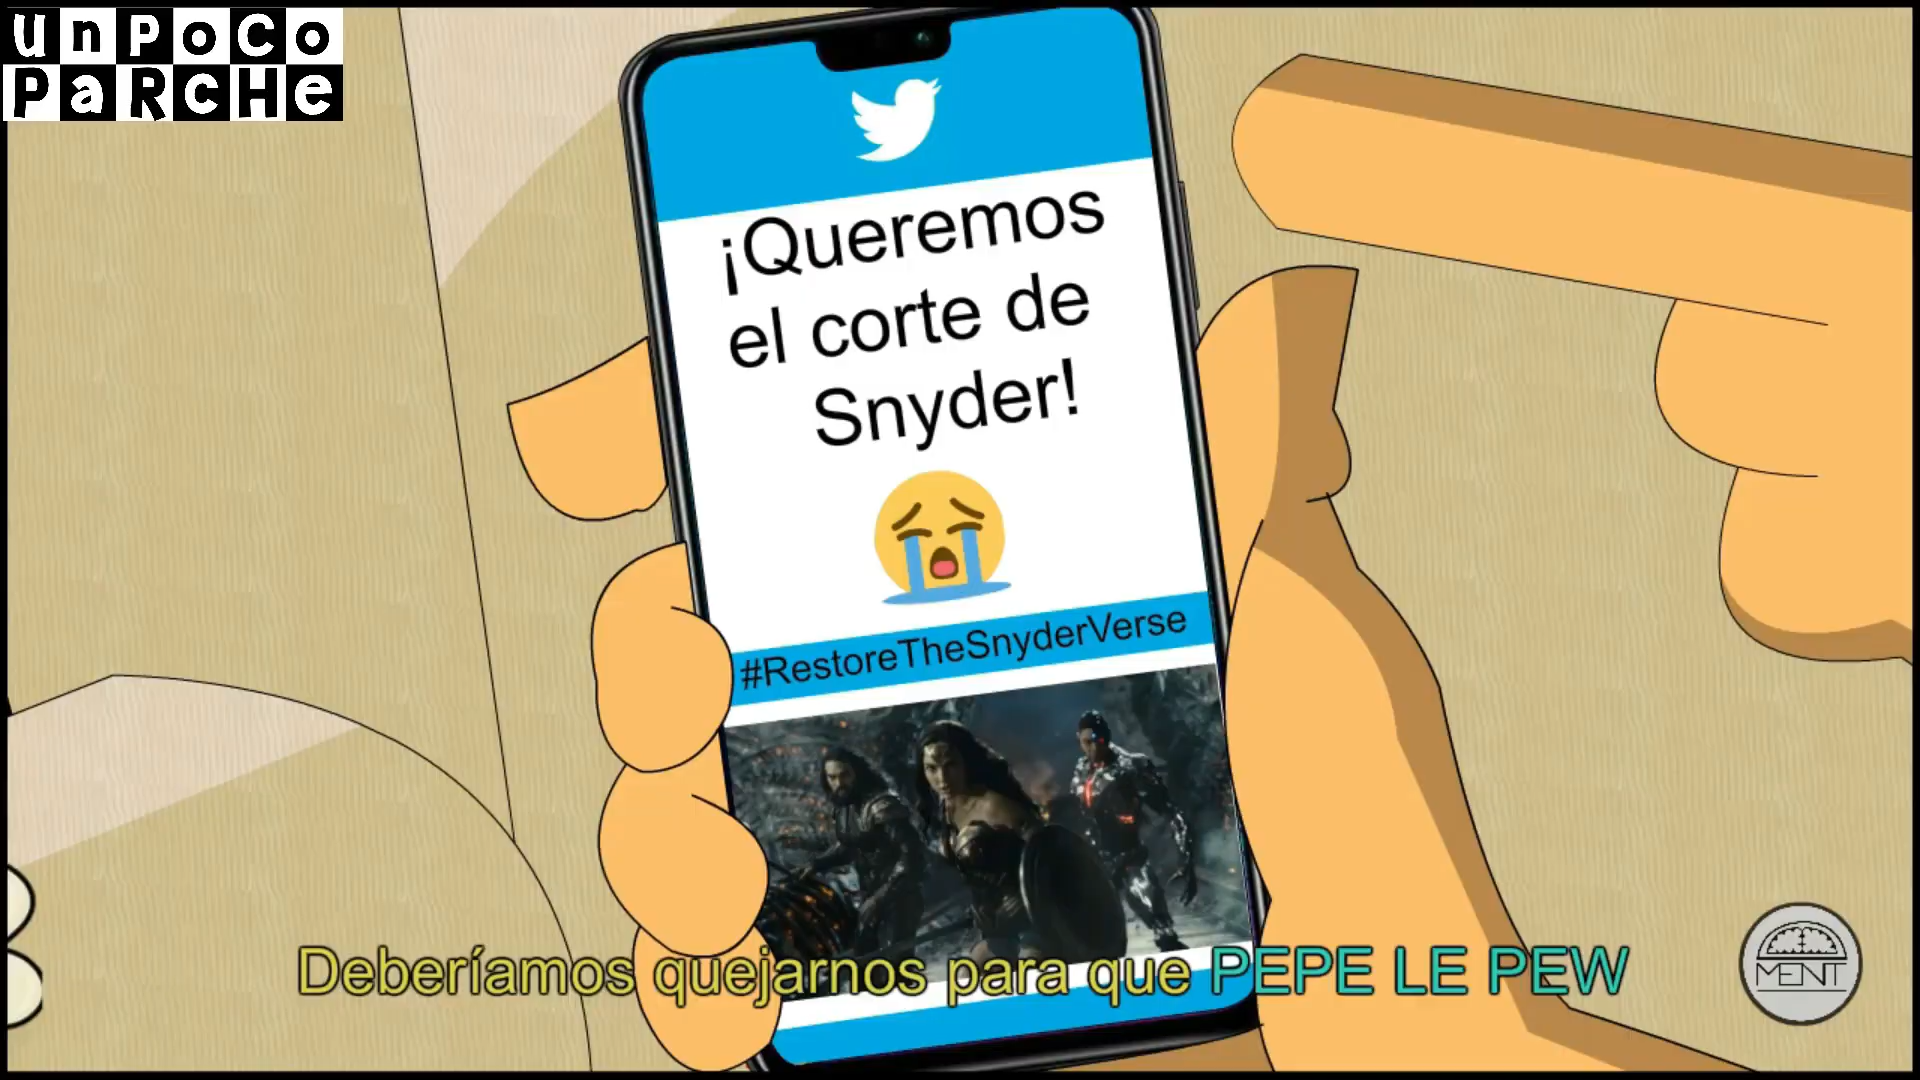 UnPoCo
PaRCHe
¡Queremos
el corte de
Snyder!
#RestoreTheSnyderVerse
Deberíamos quejarnos para que PEPE LE PEW
MENT